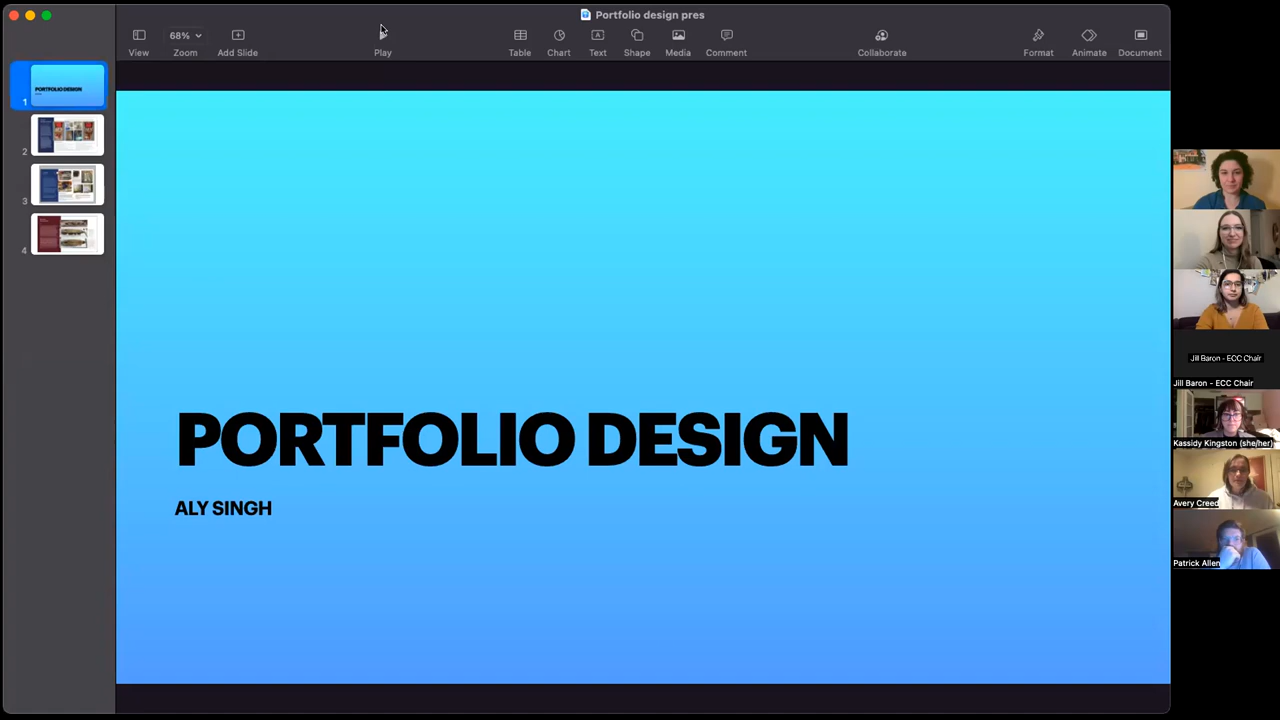 Portfolio design pres
68%
View
Zoom
Add Slide
Play
Table
Chart
Text
Shape
Media
Comment
Collaborate
Format
Animate
Document
1
PORTFOLIO DESIGN
2
3
4
PORTFOLIO DESIGN
ALY SINGH
Jill Baron - ECC Chair
Jill Baron - ECC Chair
Kassidy Kingston (she/her)
Avery Creed
Patrick Allen